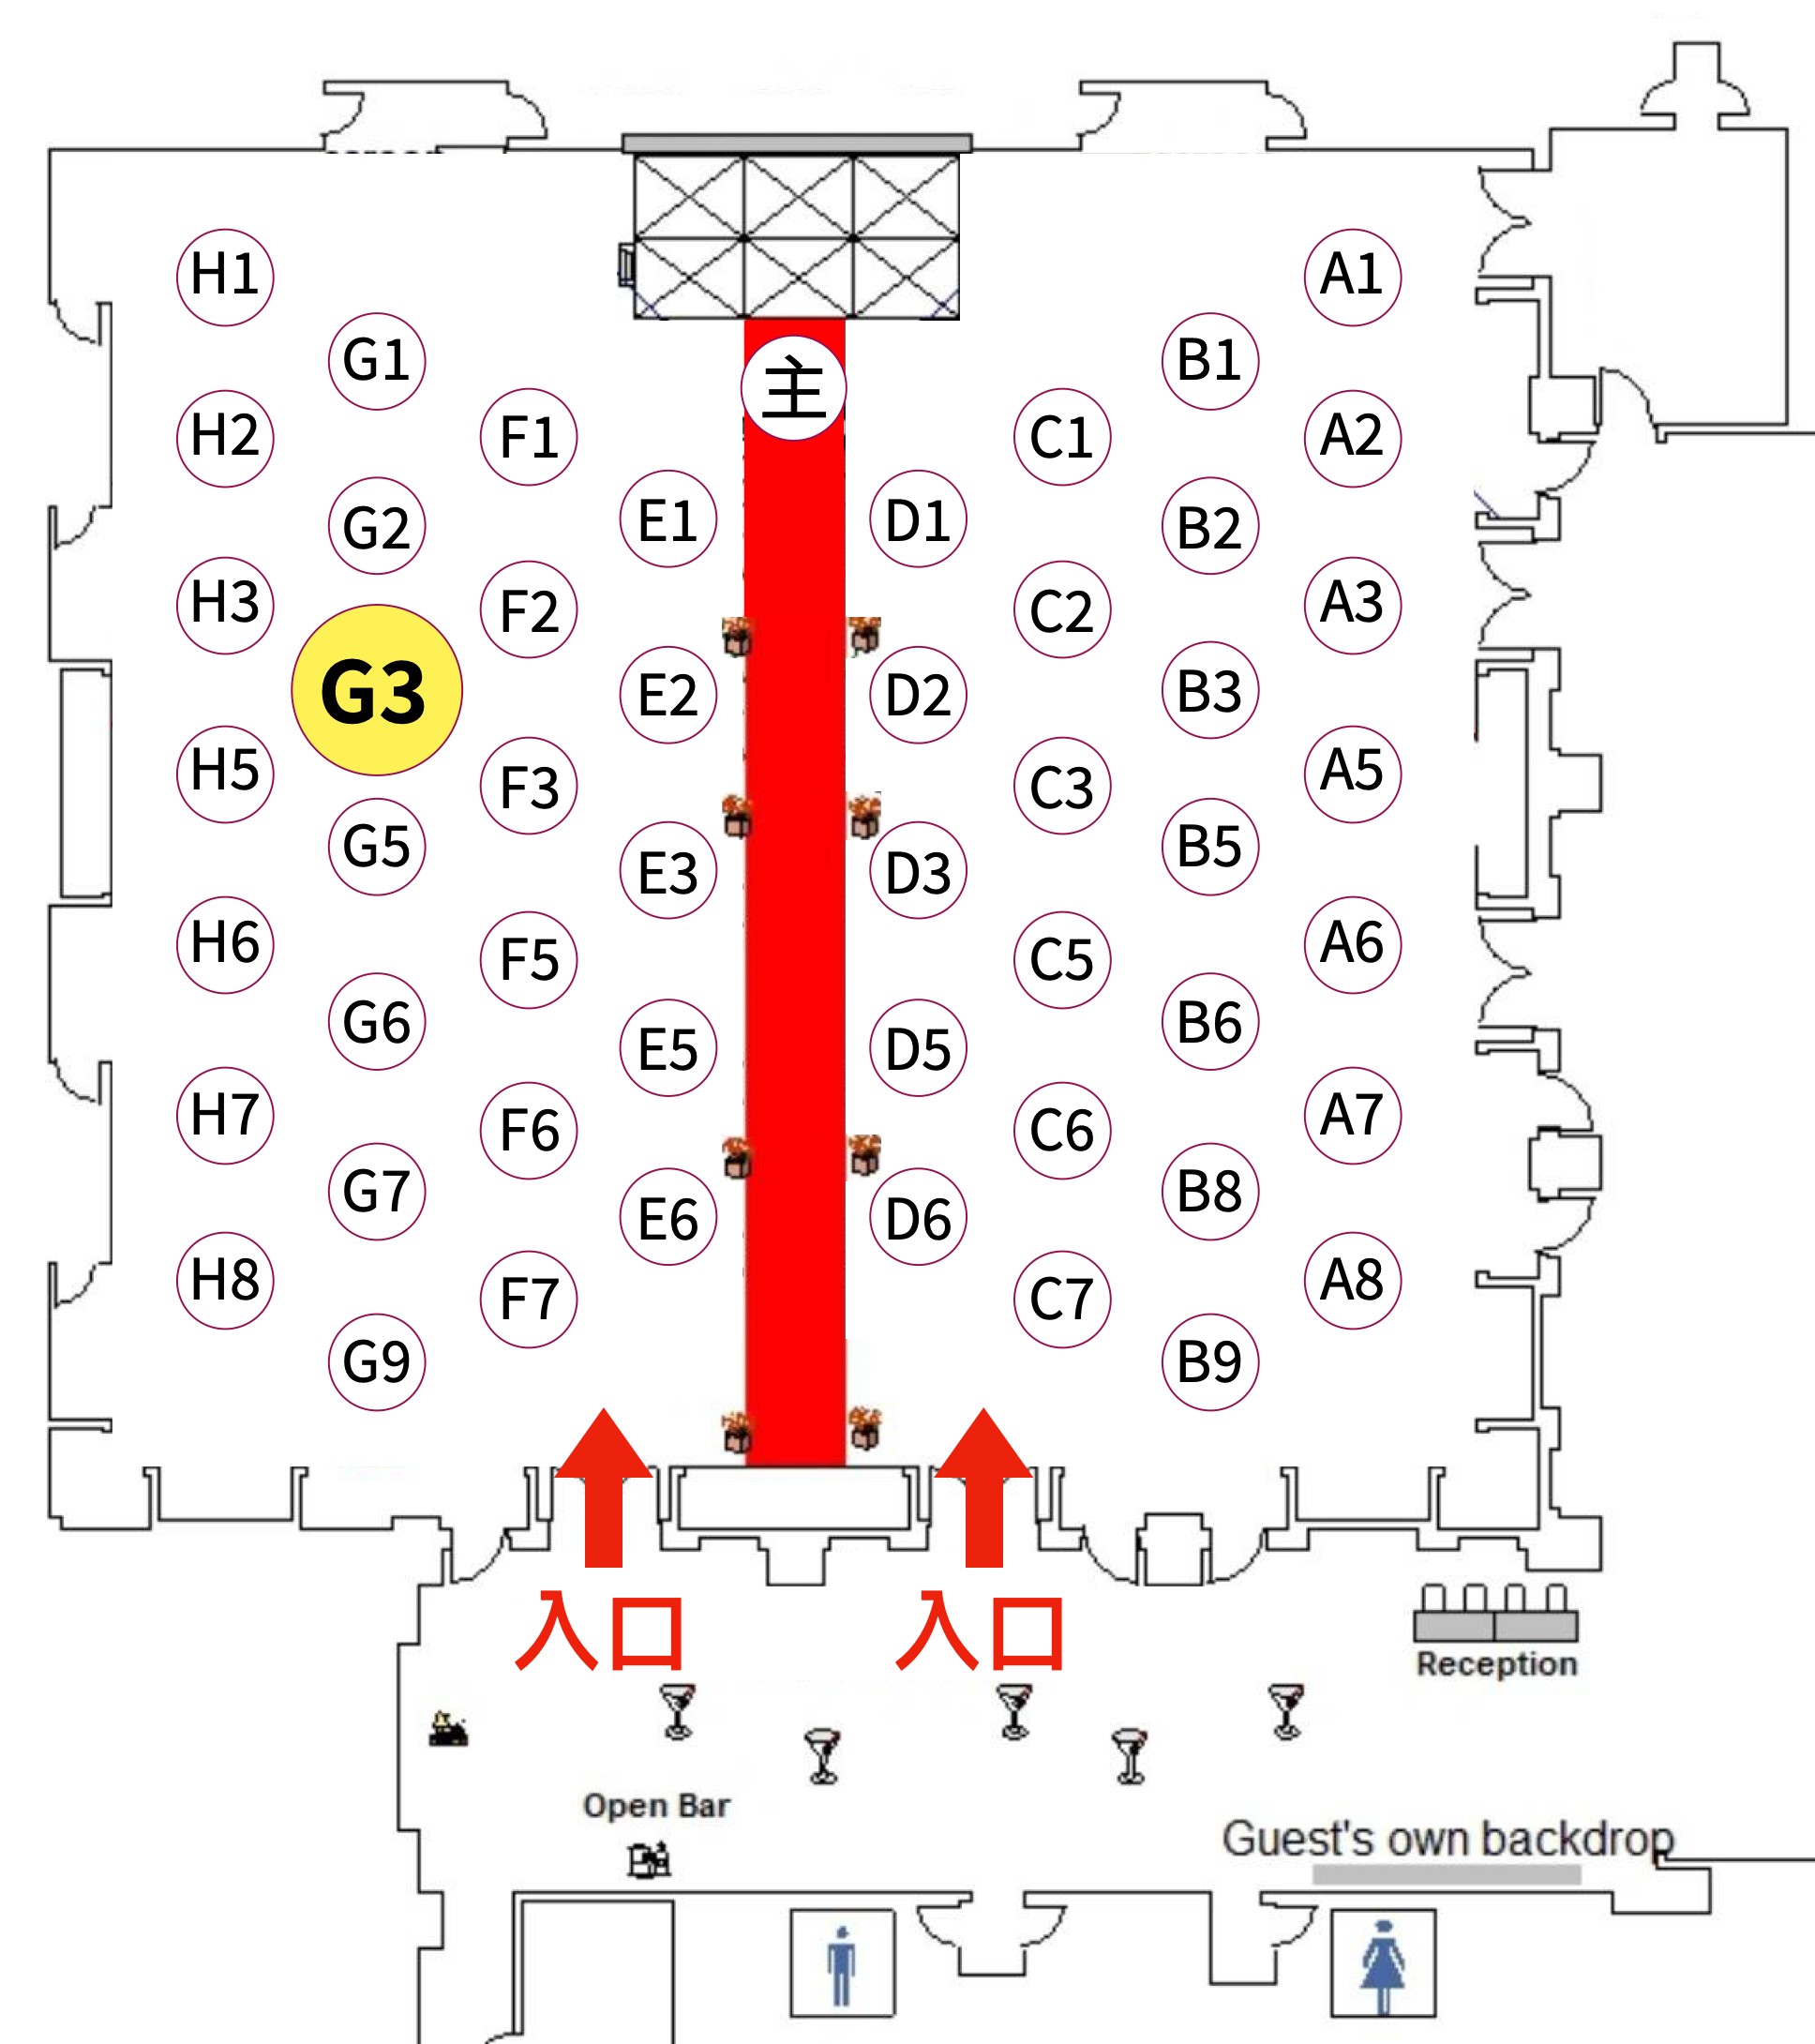 H1 A1
G1 主 B1
H2 F1 C1 A2
G2 E1 D1 B2
H3 F2 C2 A3
G3 E2 D2 B3
H5 F3 C3 A5
G5 E3 D3 B5
H6 F5 C5 A6
G6 E5 D5 B6
H7 F6 C6 A7
G7 E6 D6 B8
H8 F7 C7 A8
G9 B9
入口 入口
Reception
Open Bar
Guest's own backdrop